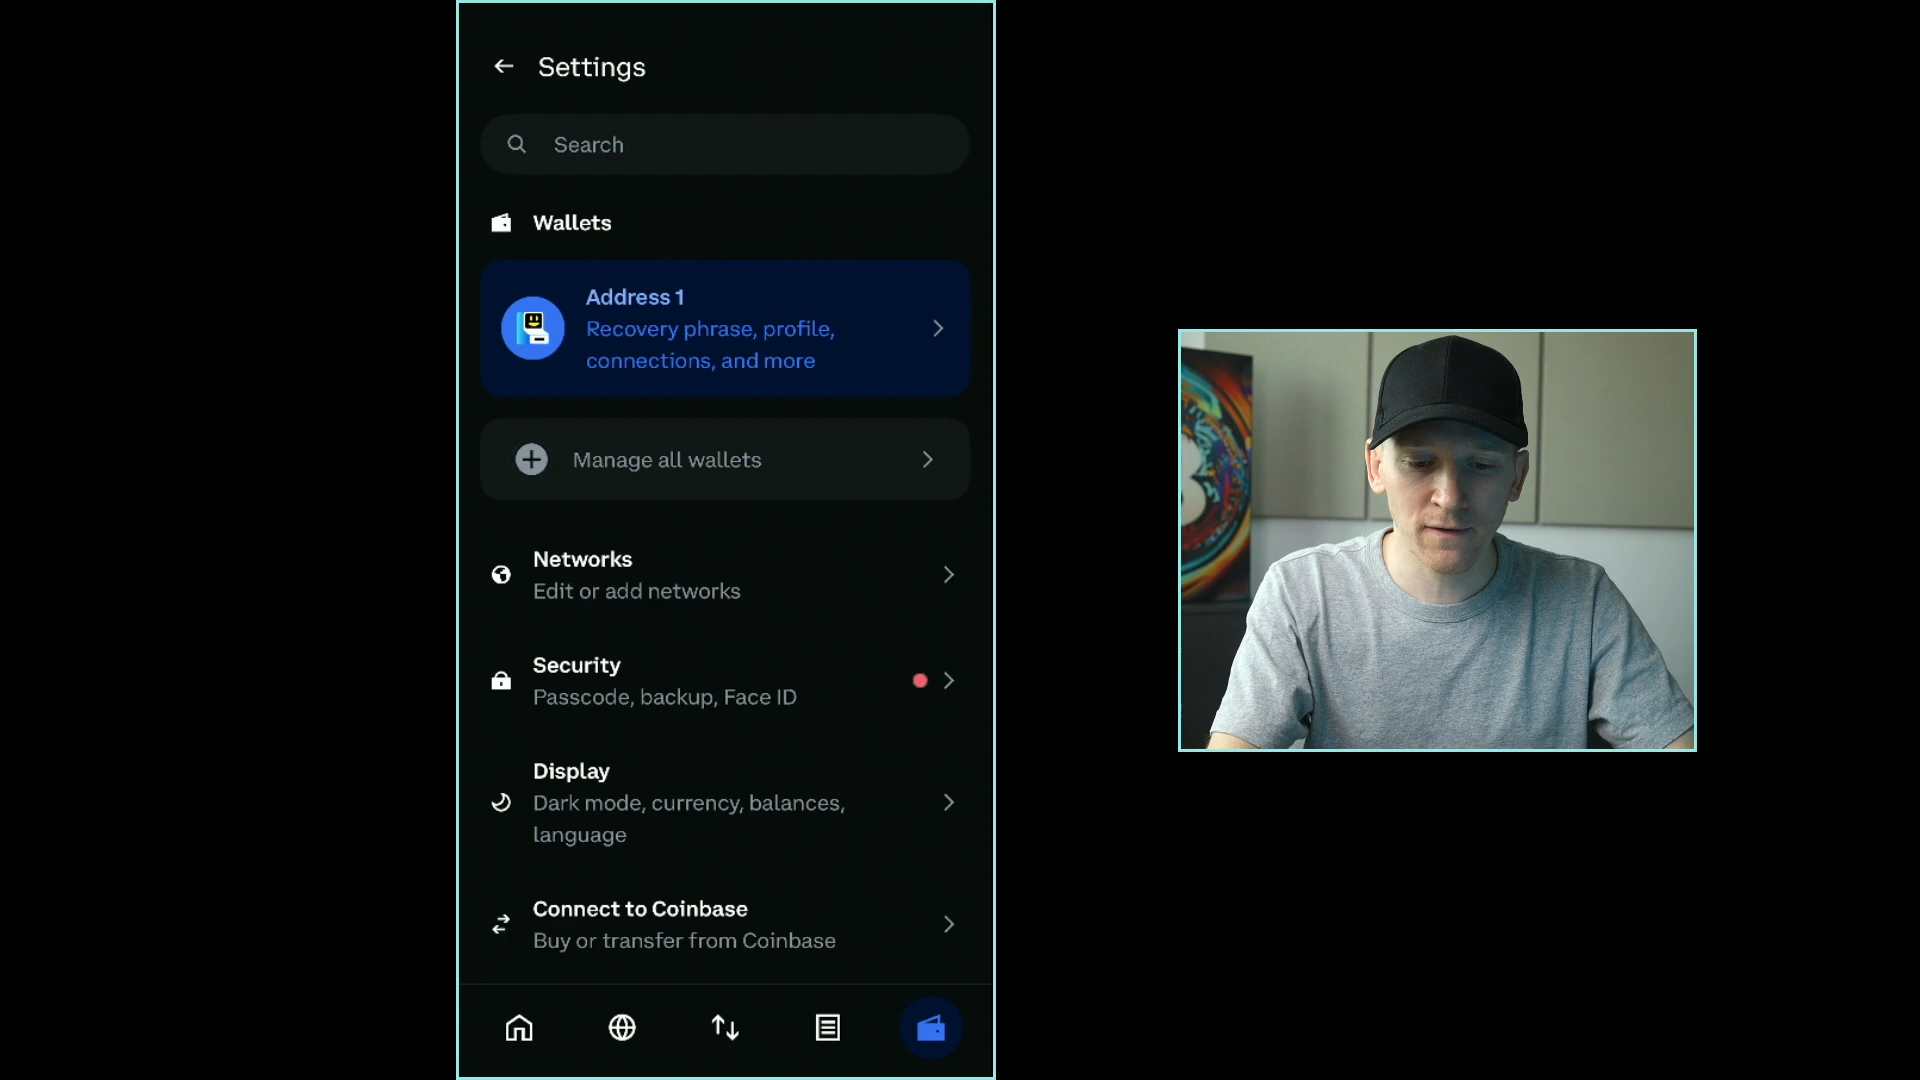 Settings
Search
Wallets
Address 1
Recovery phrase, profile,
connections, and more
Manage all wallets
Networks
Edit or add networks
Security
Passcode, backup, Face ID
Display
Dark mode, currency, balances,
language
Connect to Coinbase
Buy or transfer from Coinbase